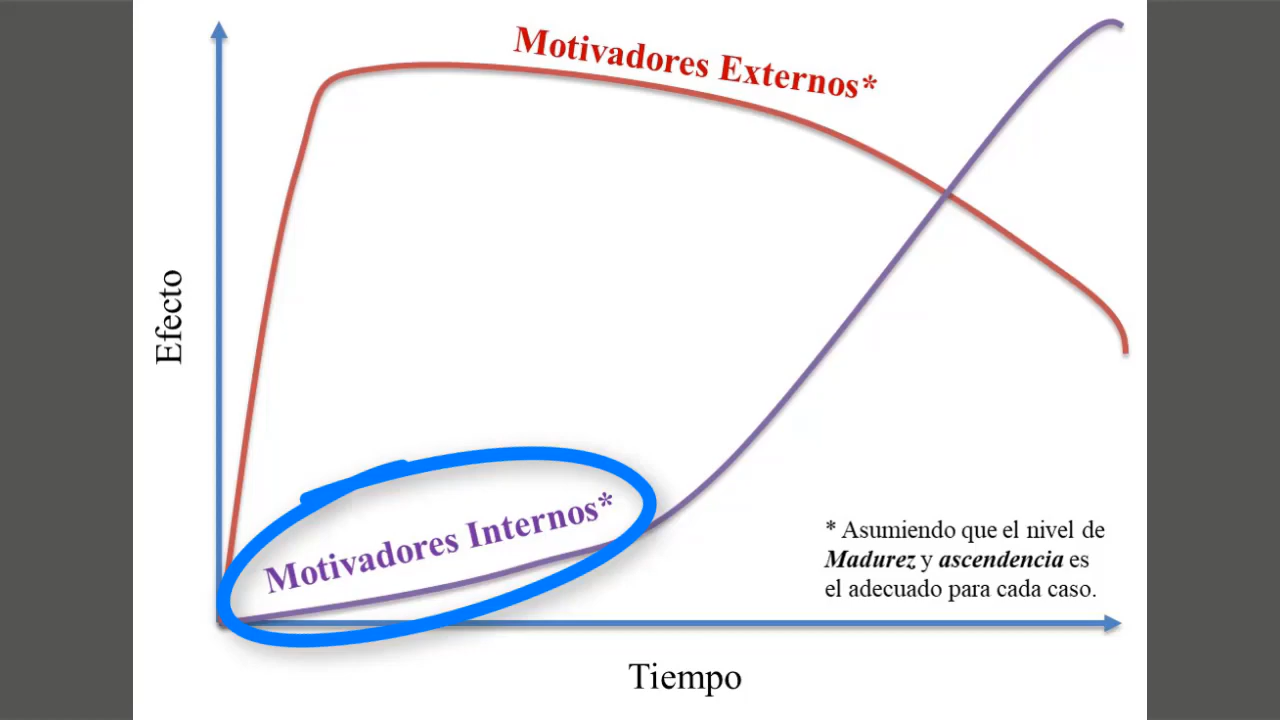 Motivadores Externos*
Efecto
Motivadores Internos*
* Asumiendo que el nivel de
Madurez y ascendencia es
el adecuado para cada caso.
Tiempo